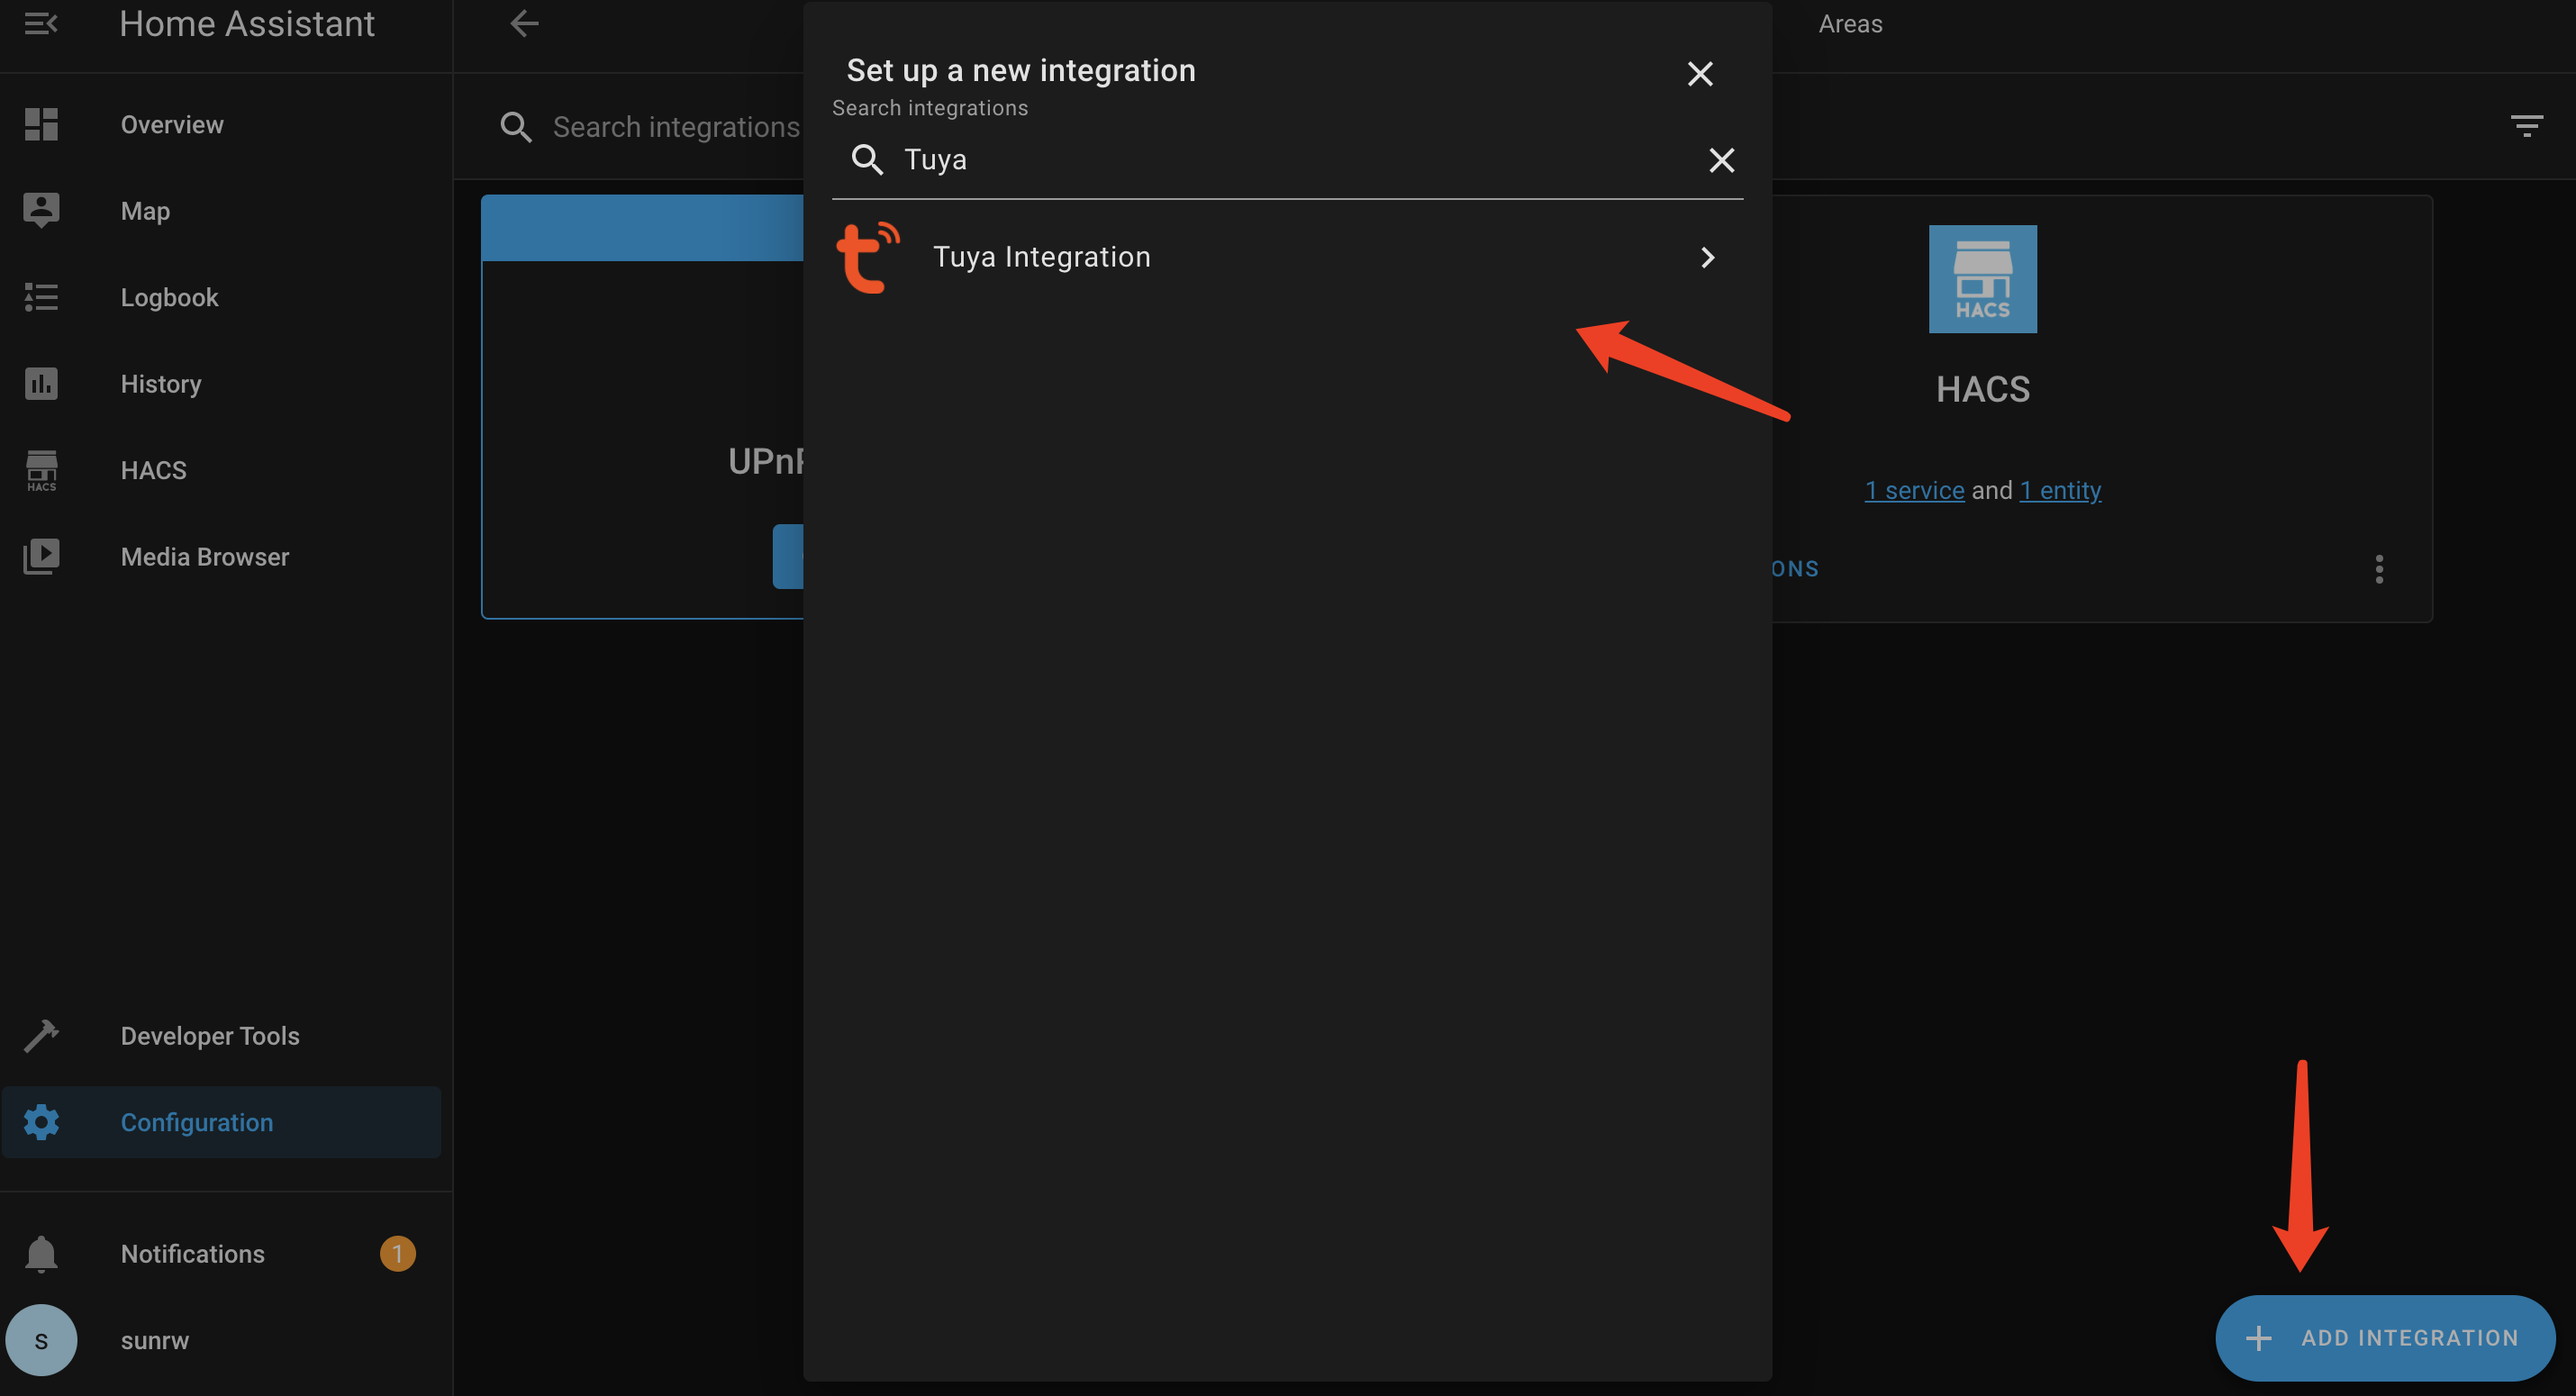 Home Assistant
Overview
Map
Logbook
History
HACS
HACS
Media Browser
Developer Tools
Configuration
Notifications
1
S
sunrw
Search integrations
UPnP
Set up a new integration
Search integrations
Tuya
Tuya Integration
Areas
HACS
HACS
1 service and 1 entity
ONS
ADD INTEGRATION